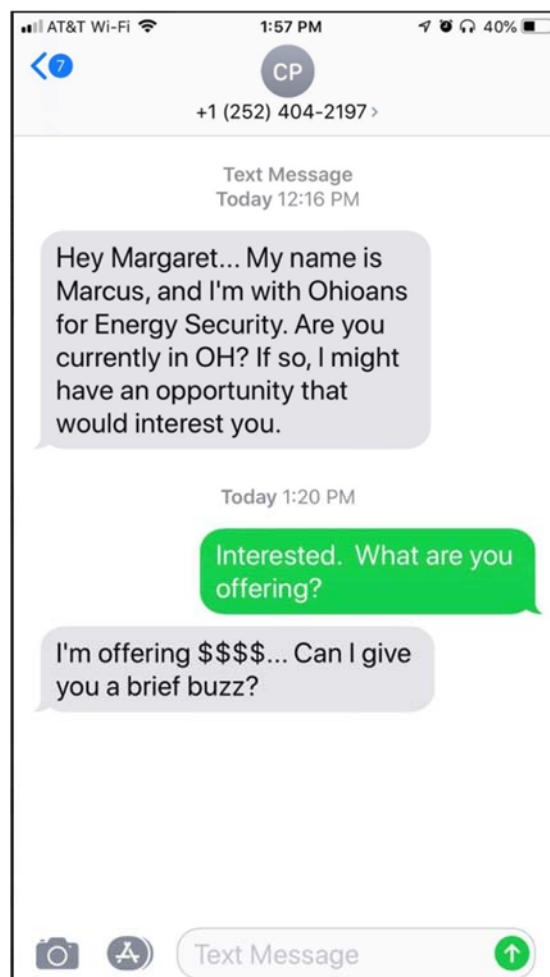 AT&T Wi-Fi 1:57 PM 40%
7
CP
+1 (252) 404-2197 >
Text Message
Today 12:16 PM
Hey Margaret... My name is
Marcus, and I'm with Ohioans
for Energy Security. Are you
currently in OH? If so, I might
have an opportunity that
would interest you.
Today 1:20 PM
Interested.  What are you
offering?
I'm offering $$$$... Can I give
you a brief buzz?
Text Message